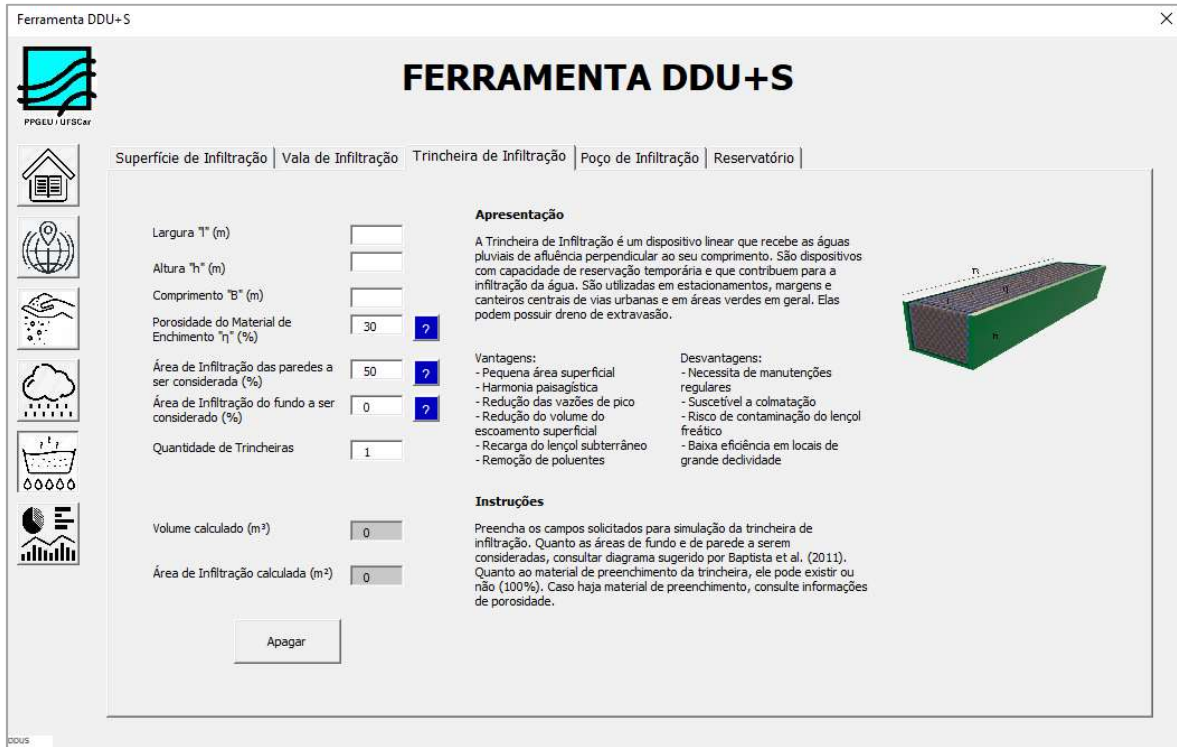 Ferramenta DDU+S
FERRAMENTA DDU+S
PPGEU / UFSCar
Superfície de Infiltração
Vala de Infiltração
Trincheira de Infiltração
Poço de Infiltração
Reservatório
Largura "l" (m)
Altura "h" (m)
Comprimento "B" (m)
Porosidade do Material de
Enchimento "η" (%)
30
?
Área de Infiltração das paredes a
ser considerada (%)
50
?
Área de Infiltração do fundo a ser
considerado (%)
0
?
Quantidade de Trincheiras
1
Volume calculado (m³)
0
Área de Infiltração calculada (m²)
0
Apagar
Apresentação
A Trincheira de Infiltração é um dispositivo linear que recebe as águas
pluviais de afluência perpendicular ao seu comprimento. São dispositivos
com capacidade de reservação temporária e que contribuem para a
infiltração da água. São utilizadas em estacionamentos, margens e
canteiros centrais de vias urbanas e em áreas verdes em geral. Elas
podem possuir dreno de extravasão.
Vantagens:
- Pequena área superficial
- Harmonia paisagística
- Redução das vazões de pico
- Redução do volume do
escoamento superficial
- Recarga do lençol subterrâneo
- Remoção de poluentes
Desvantagens:
- Necessita de manutenções
regulares
- Suscetível a colmatação
- Risco de contaminação do lençol
freático
- Baixa eficiência em locais de
grande declividade
Instruções
Preencha os campos solicitados para simulação da trincheira de
infiltração. Quanto as áreas de fundo e de parede a serem
consideradas, consultar diagrama sugerido por Baptista et al. (2011).
Quanto ao material de preenchimento da trincheira, ele pode existir ou
não (100%). Caso haja material de preenchimento, consulte informações
de porosidade.
η
h
DDUS